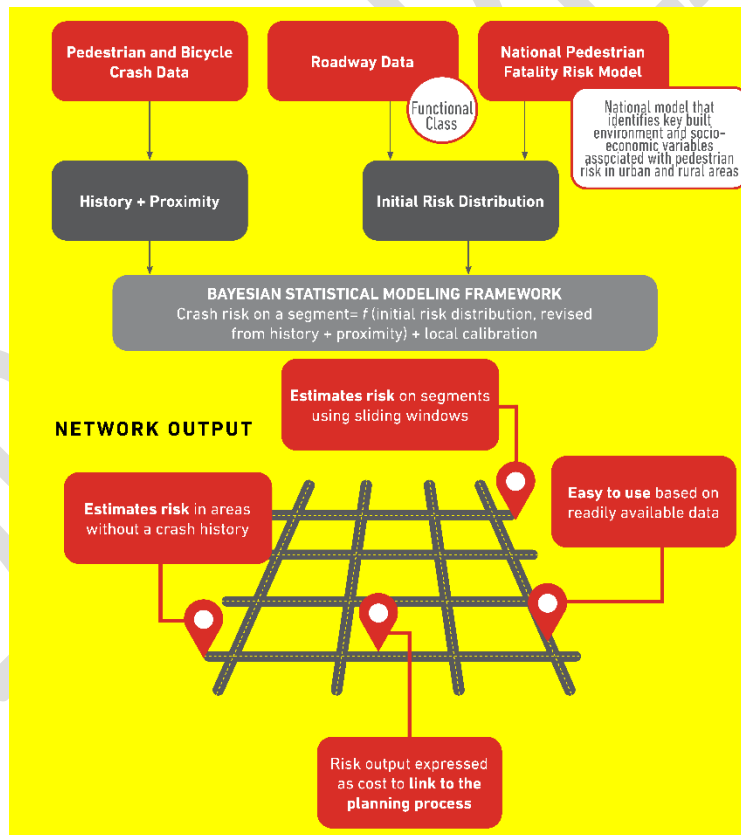 Pedestrian and Bicycle
Crash Data
Roadway Data
National Pedestrian
Fatality Risk Model
Functional
Class
National model that
identifies key built
environment and socio-
economic variables
associated with pedestrian
risk in urban and rural areas
History + Proximity
Initial Risk Distribution
BAYESIAN STATISTICAL MODELING FRAMEWORK
Crash risk on a segment= f (initial risk distribution, revised
from history + proximity) + local calibration
Estimates risk on segments
using sliding windows
NETWORK OUTPUT
Estimates risk in areas
without a crash history
Easy to use based on
readily available data
Risk output expressed
as cost to link to the
planning process